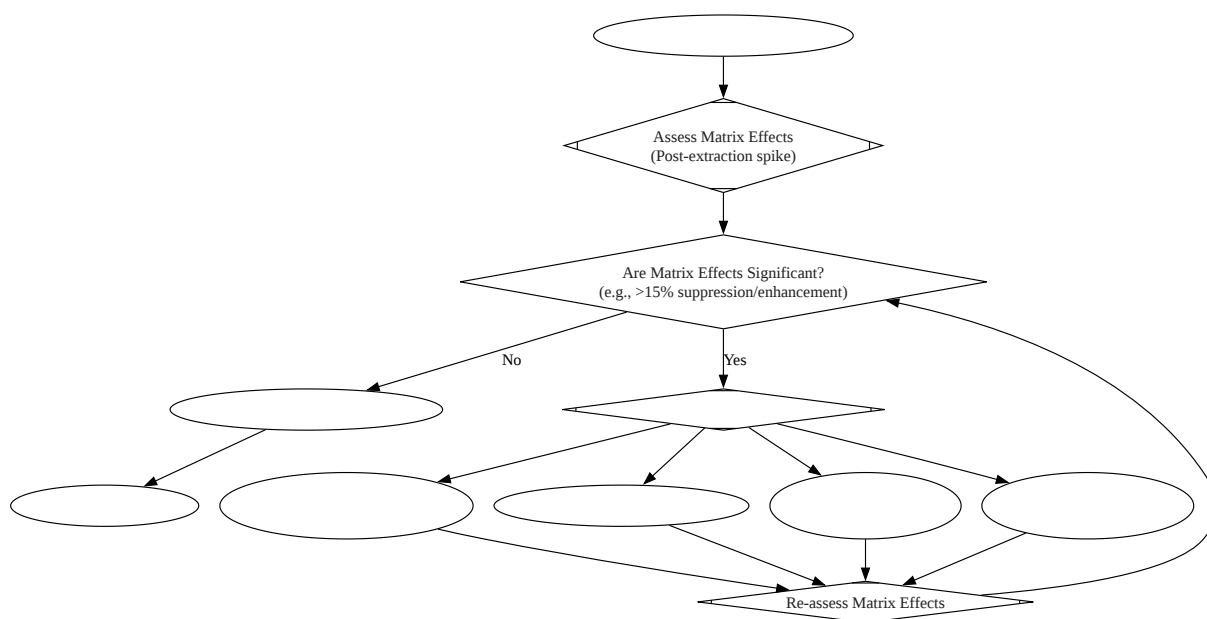 Assess Matrix Effects
(Post-extraction spike)
Are Matrix Effects Significant?
(e.g., >15% suppression/enhancement)
No
Yes
Re-assess Matrix Effects